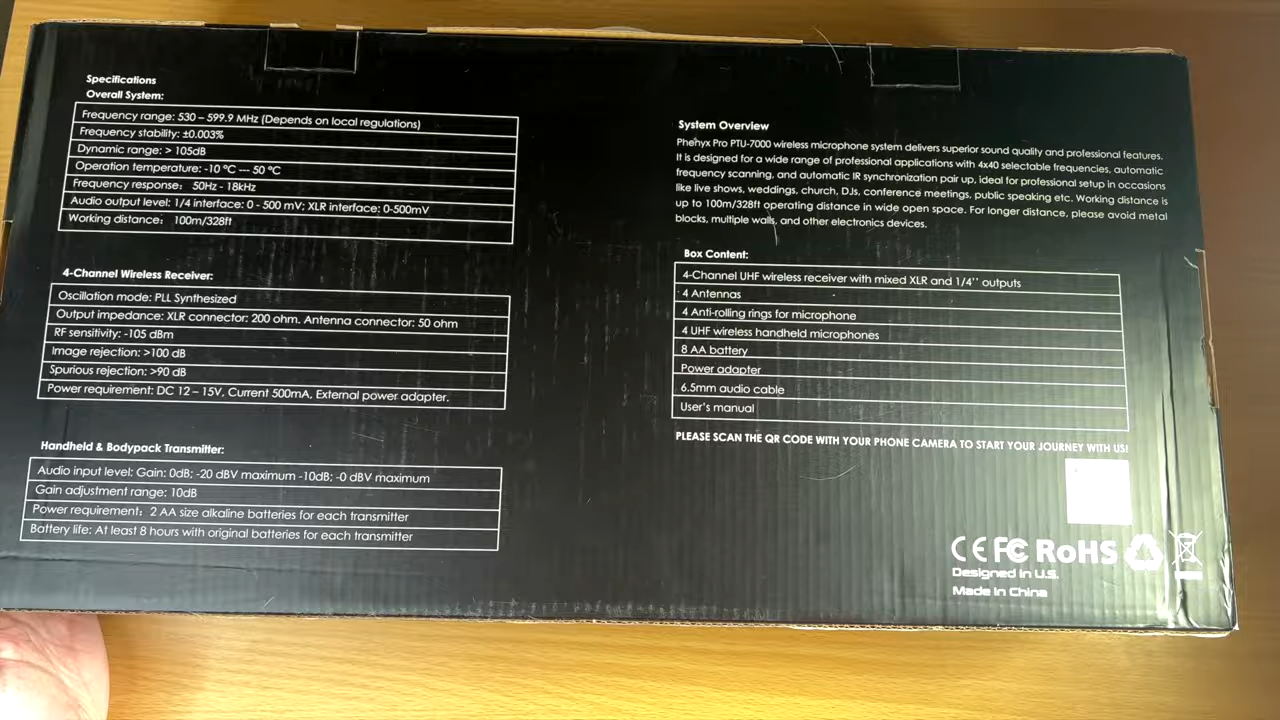 Specifications
Overall System:
Frequency range: 530 – 599.9 MHz (Depends on local regulations)
Frequency stability: ±0.003%
Dynamic range: > 105dB
Operation temperature: -10 ºC --- 50 ºC
Frequency response: 50Hz - 18kHz
Audio output level: 1/4 interface: 0 - 500 mV; XLR interface: 0-500mV
Working distance: 100m/328ft
4-Channel Wireless Receiver:
Oscillation mode: PLL Synthesized
Output impedance: XLR connector: 200 ohm. Antenna connector: 50 ohm
RF sensitivity: -105 dBm
Image rejection: >100 dB
Spurious rejection: >90 dB
Power requirement: DC 12 – 15V, Current 500mA, External power adapter.
Handheld & Bodypack Transmitter:
Audio input level: Gain: 0dB; -20 dBV maximum -10dB; -0 dBV maximum
Gain adjustment range: 10dB
Power requirement: 2 AA size alkaline batteries for each transmitter
Battery life: At least 8 hours with original batteries for each transmitter
System Overview
Phenyx Pro PTU-7000 wireless microphone system delivers superior sound quality and professional features.
It is designed for a wide range of professional applications with 4x40 selectable frequencies, automatic
frequency scanning, and automatic IR synchronization pair up, ideal for professional setup in occasions
like live shows, weddings, church, DJs, conference meetings, public speaking etc. Working distance is
up to 100m/328ft operating distance in wide open space. For longer distance, please avoid metal
blocks, multiple walls, and other electronics devices.
Box Content:
4-Channel UHF wireless receiver with mixed XLR and 1/4'' outputs
4 Antennas
4 Anti-rolling rings for microphone
4 UHF wireless handheld microphones
8 AA battery
Power adapter
6.5mm audio cable
User's manual
PLEASE SCAN THE QR CODE WITH YOUR PHONE CAMERA TO START YOUR JOURNEY WITH US!
CE FC RoHS
Designed in U.S.
Made in China